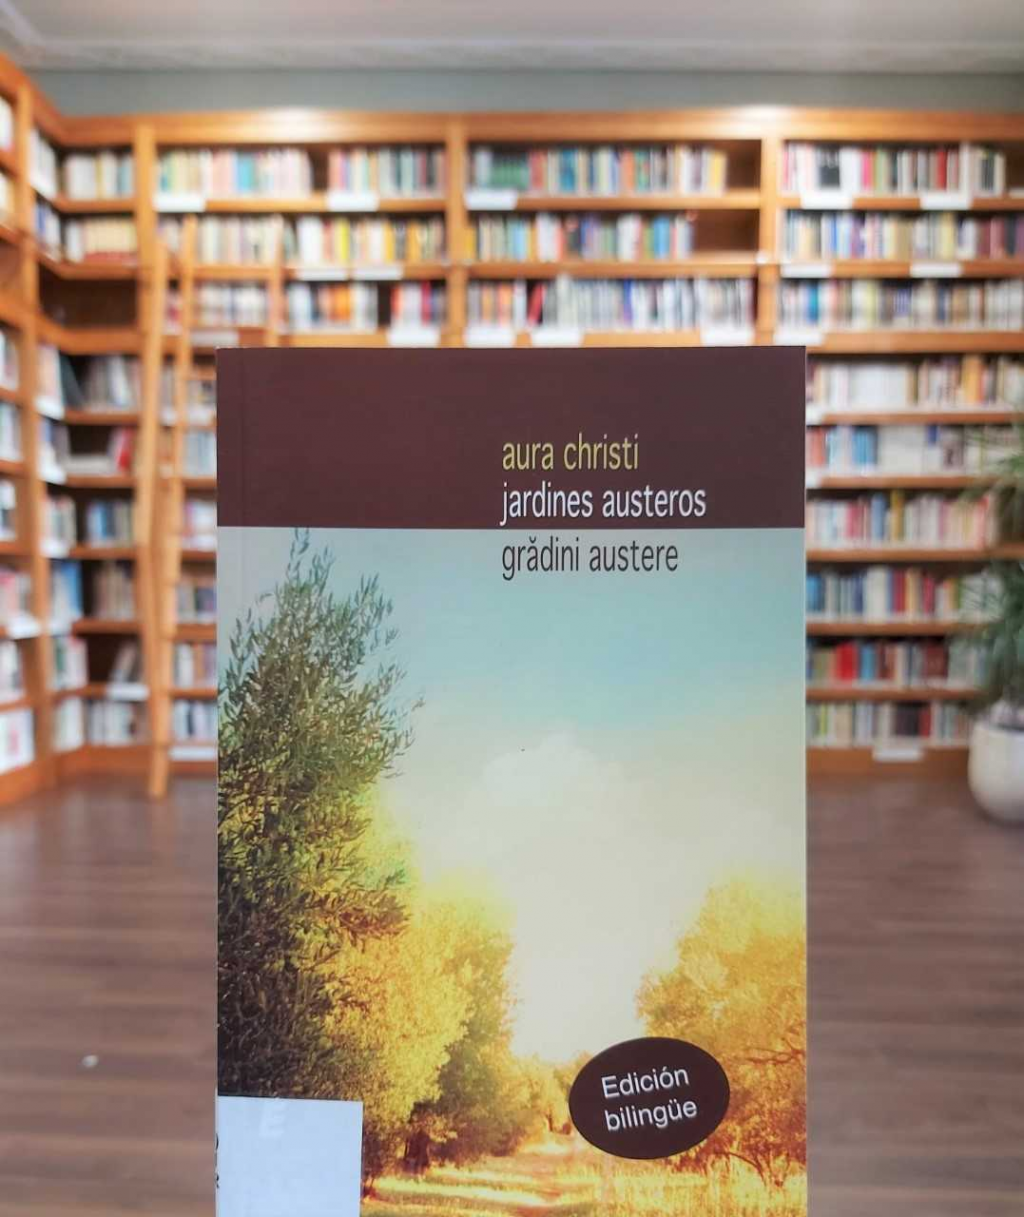 aura christi
jardines austeros
grădini austere
Edición
bilingüe